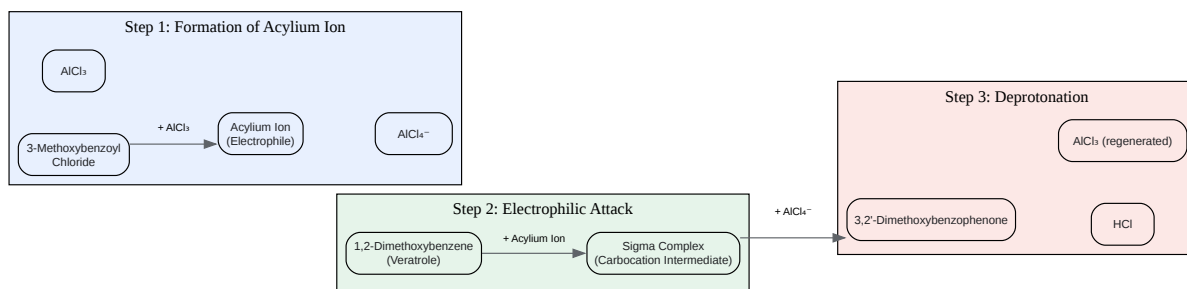 Step 1: Formation of Acylium Ion
AlCl₃
3-Methoxybenzoyl
Chloride
+ AlCl₃
Acylium Ion
(Electrophile)
AlCl₄⁻
Step 2: Electrophilic Attack
1,2-Dimethoxybenzene
(Veratrole)
+ Acylium Ion
Sigma Complex
(Carbocation Intermediate)
+ AlCl₄⁻
Step 3: Deprotonation
AlCl₃ (regenerated)
3,2'-Dimethoxybenzophenone
HCl